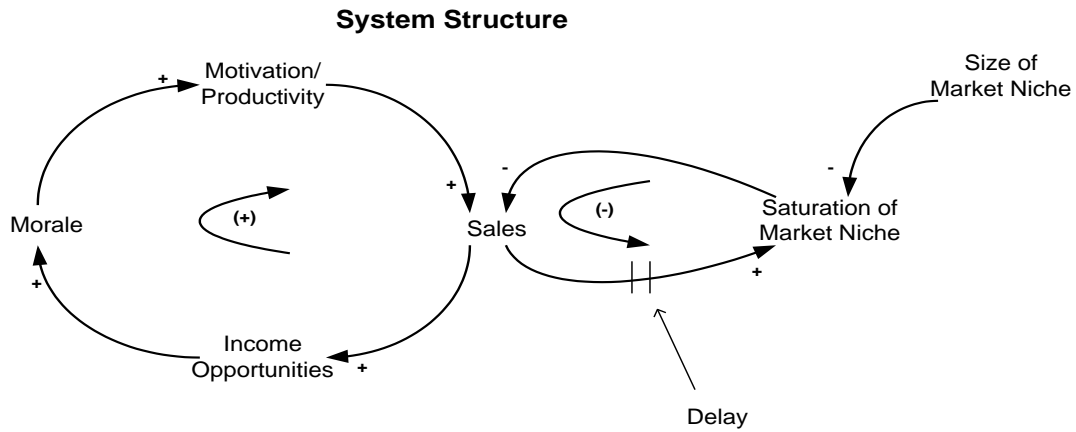 System Structure
+
Motivation/
Productivity
Size of
Market Niche
-
-
+
(+)
(-)
Morale
Sales
Saturation of
Market Niche
+
+
Income
Opportunities
+
Delay